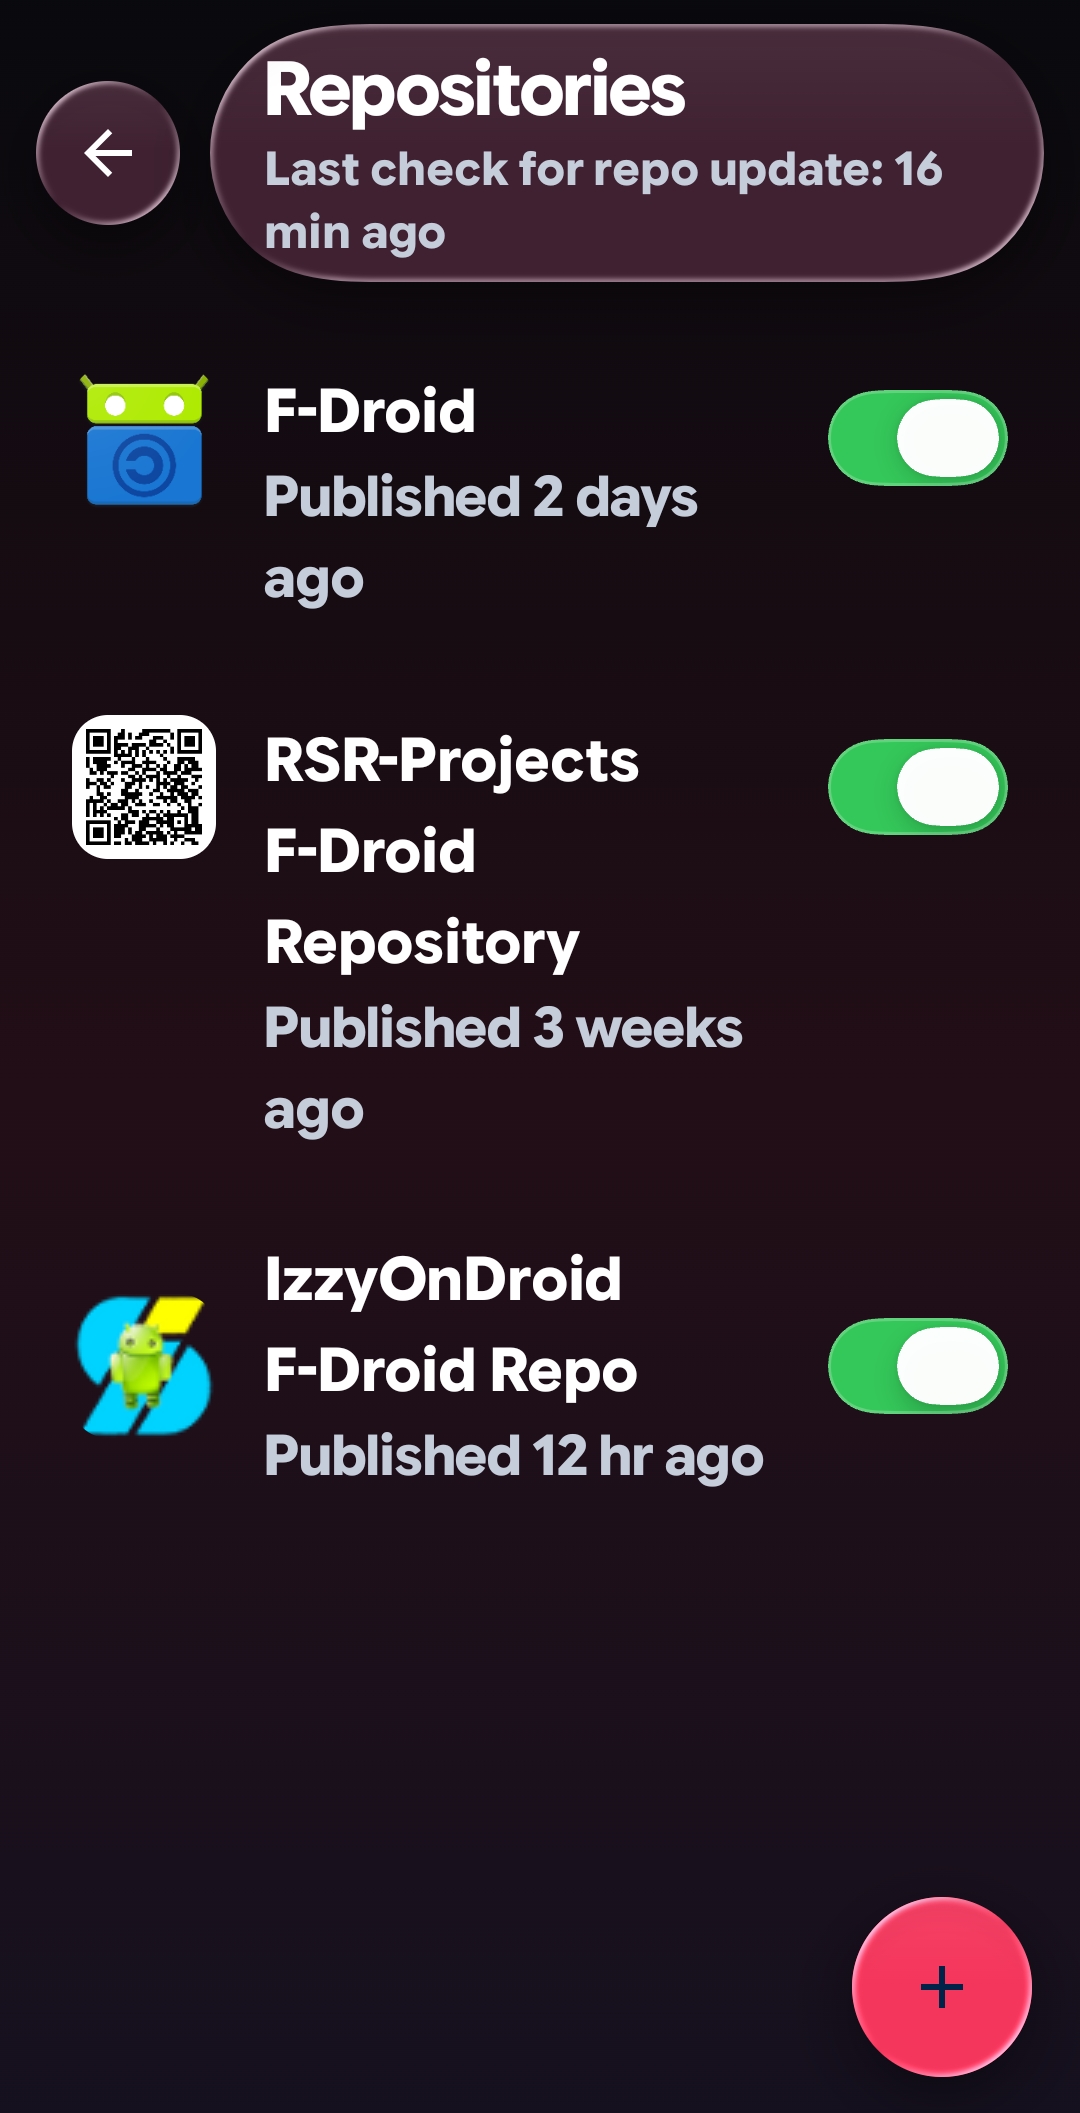 Repositories
Last check for repo update: 16
min ago
F-Droid
Published 2 days
ago
RSR-Projects
F-Droid
Repository
Published 3 weeks
ago
IzzyOnDroid
F-Droid Repo
Published 12 hr ago